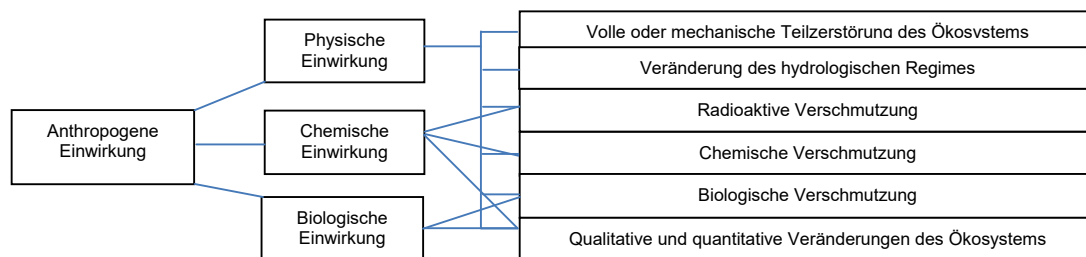 Physische
Einwirkung
Volle oder mechanische Teilzerstörung des Ökosystems
Veränderung des hydrologischen Regimes
Anthropogene
Einwirkung
Chemische
Einwirkung
Radioaktive Verschmutzung
Chemische Verschmutzung
Biologische
Einwirkung
Biologische Verschmutzung
Qualitative und quantitative Veränderungen des Ökosystems